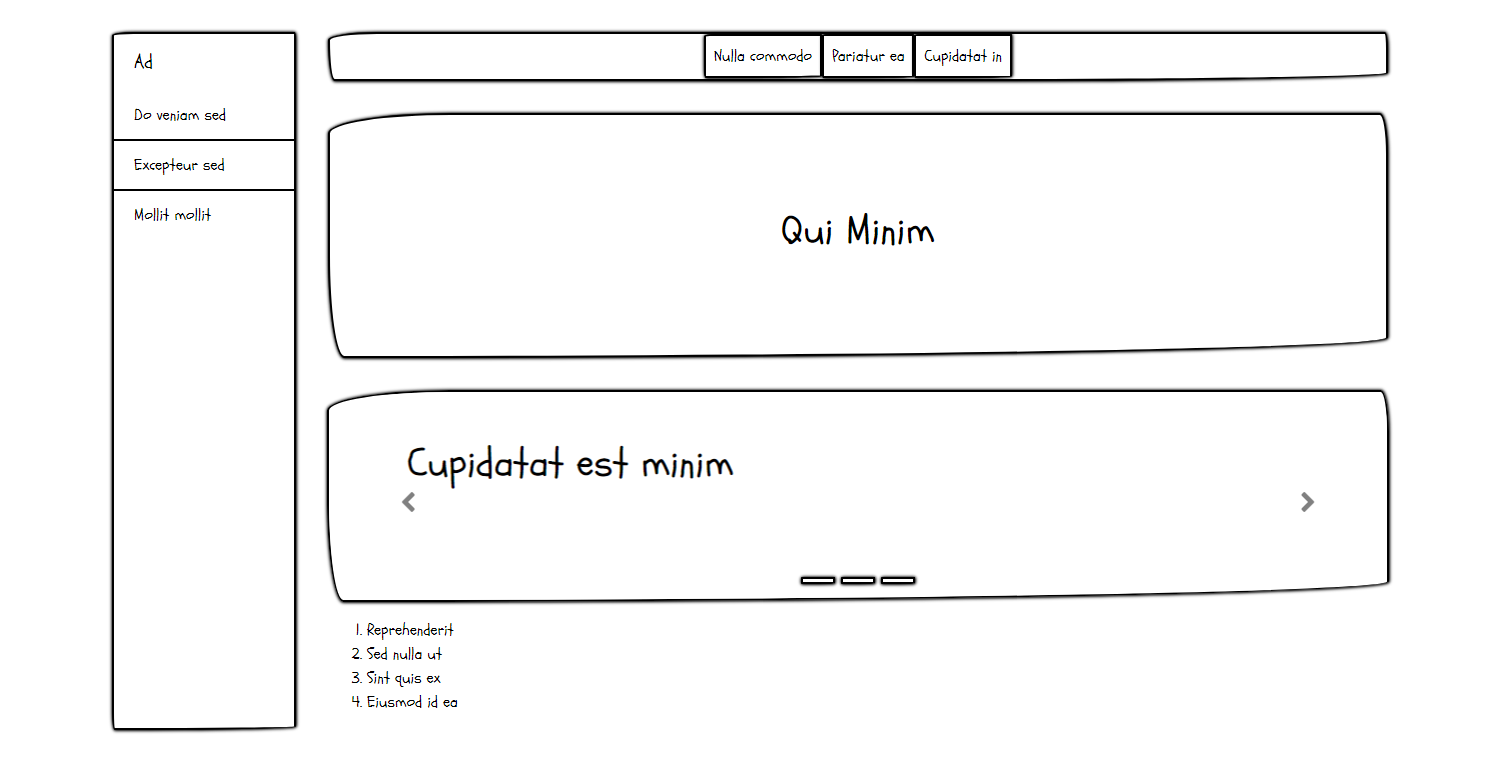 Ad
Do veniam sed
Excepteur sed
Mollit mollit
Nulla commodo
Pariatur ea
Cupidatat in
Qui Minim
Cupidatat est minim
1. Reprehenderit
2. Sed nulla ut
3. Sint quis ex
4. Eiusmod id ea